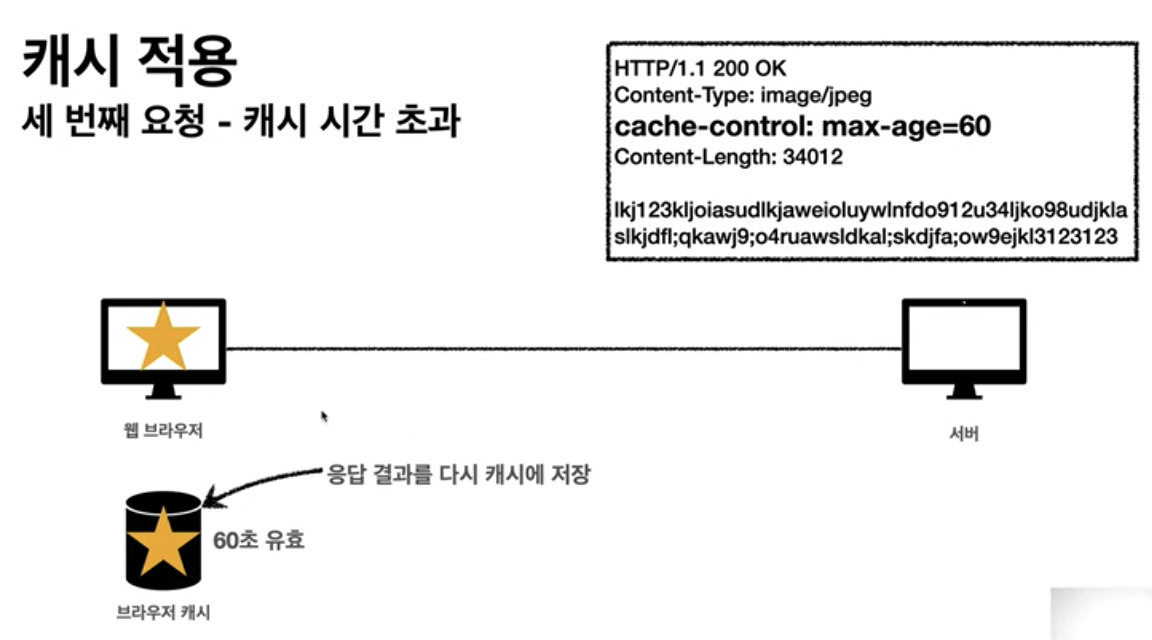 캐시 적용
세 번째 요청 - 캐시 시간 초과
HTTP/1.1 200 OK
Content-Type: image/jpeg
cache-control: max-age=60
Content-Length: 34012
lkj123kljoiasudlkjaweioluywlnfdo912u34ljko98udjkla
slkjdfl;qkawj9;o4ruawsldkal;skdjfa;ow9ejkl3123123
웹 브라우저
서버
응답 결과를 다시 캐시에 저장
60초 유효
브라우저 캐시